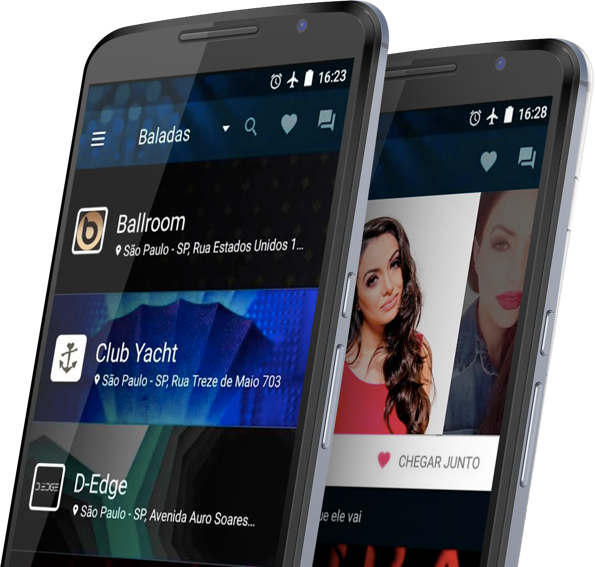 16:23
Baladas
Ballroom
São Paulo - SP, Rua Estados Unidos 1...
Club Yacht
São Paulo - SP, Rua Treze de Maio 703
D-EDGE
D-Edge
São Paulo - SP, Avenida Auro Soares...
16:28
CHEGAR JUNTO
ue ele vai